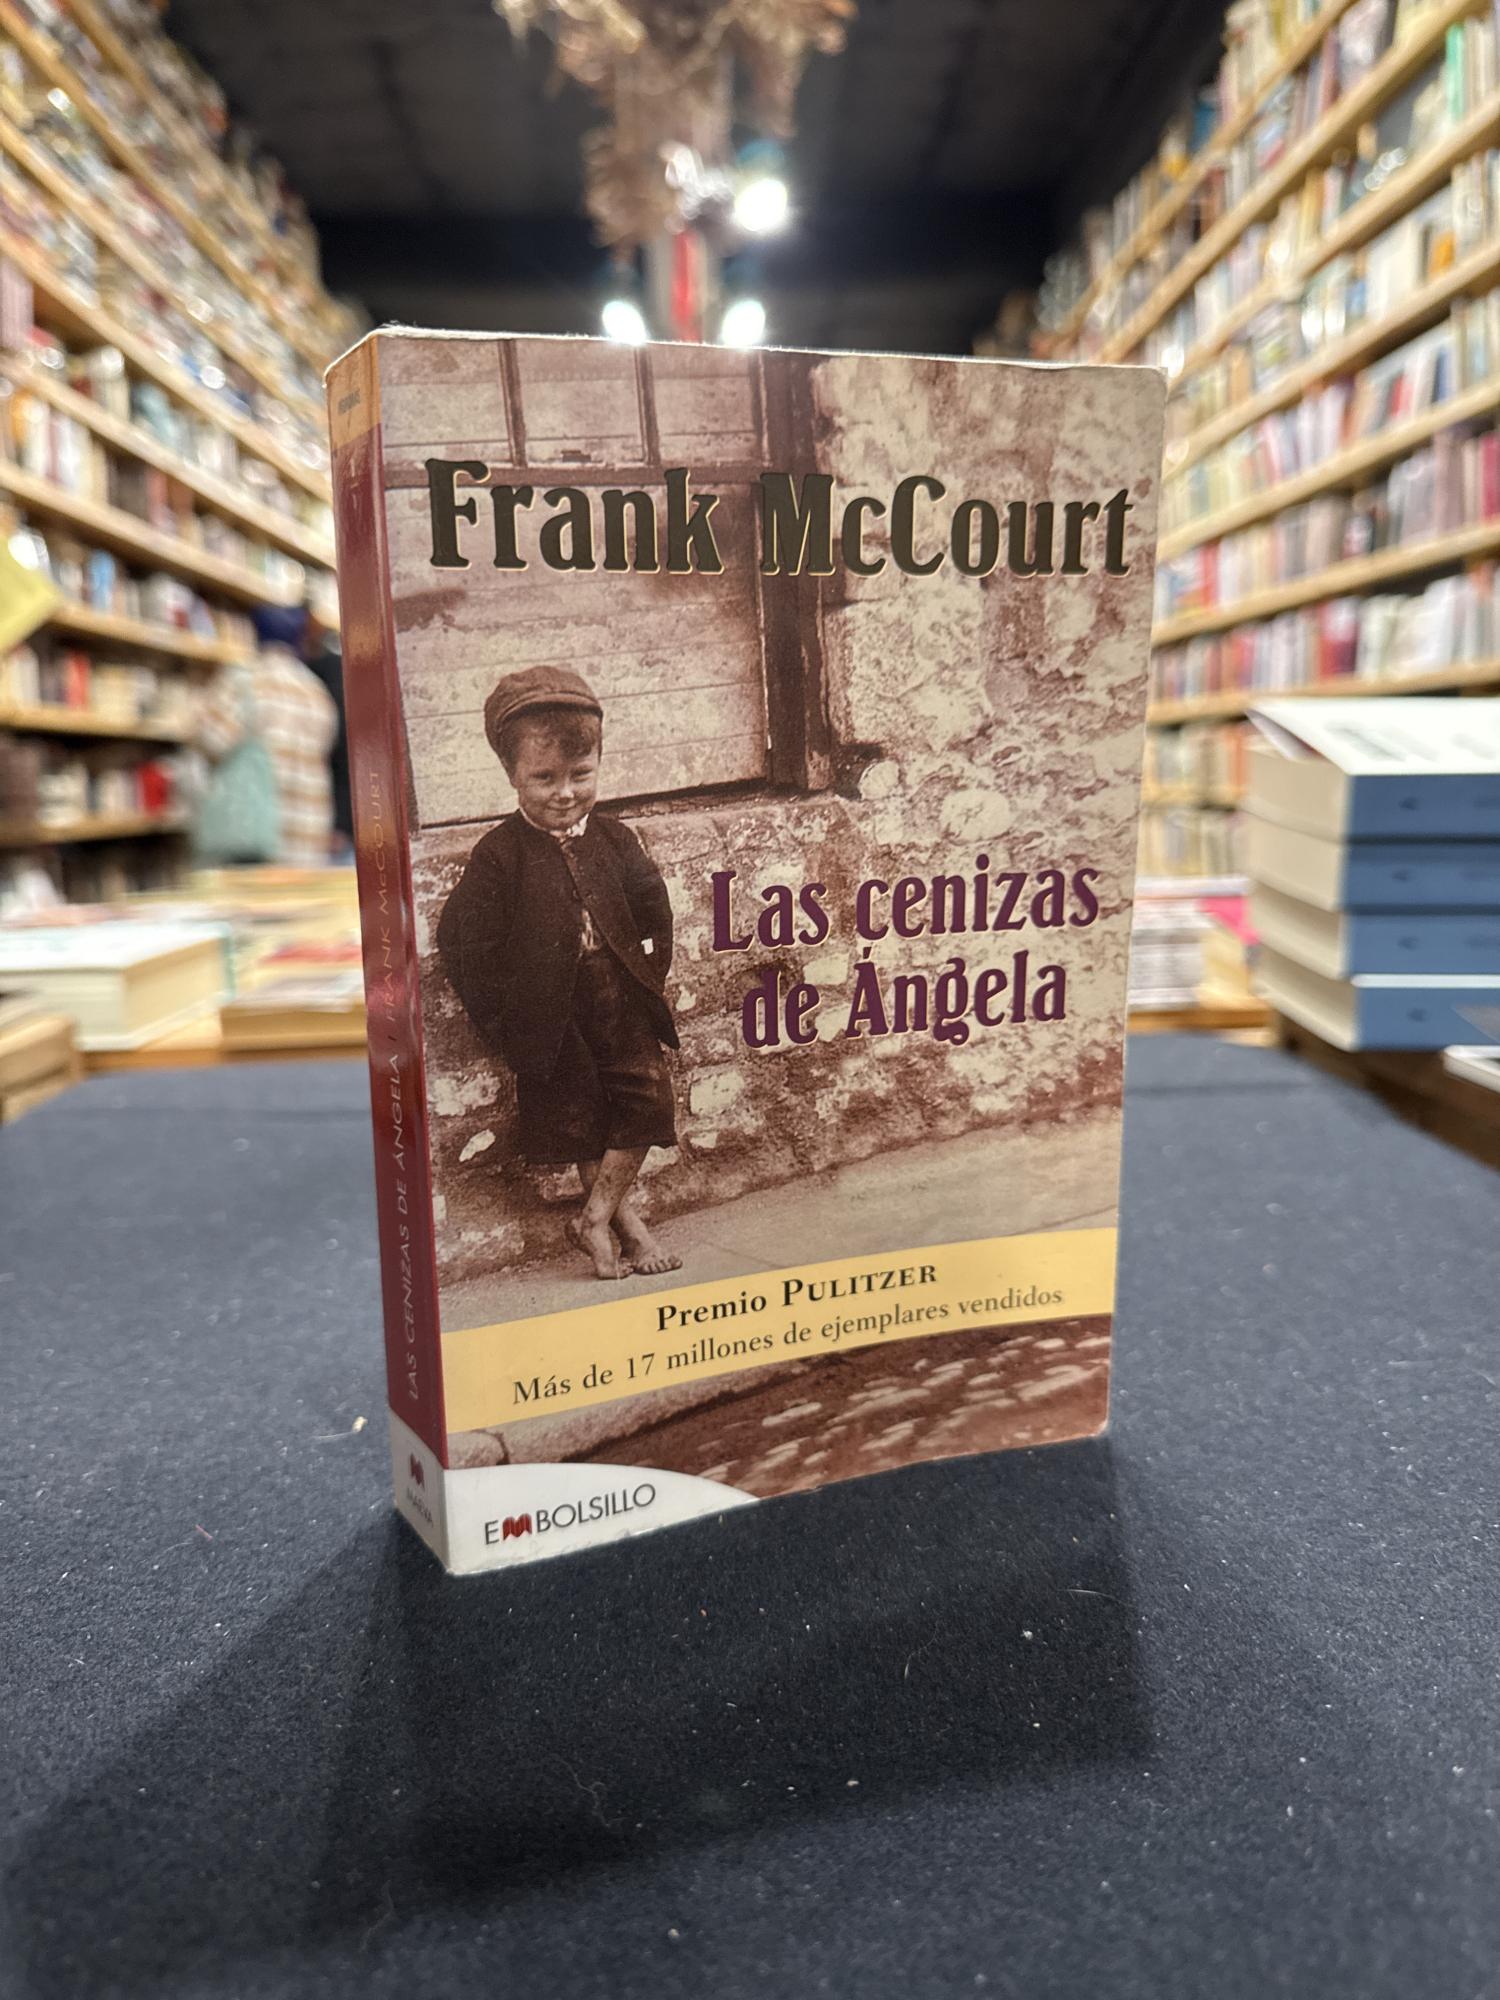 Frank McCourt
Las cenizas
de Ángela
Premio PULITZER
Más de 17 millones de ejemplares vendidos
EMBOLSILLO
LAS CENIZAS DE ÁNGELA / FRANK McCOURT
MAEVA